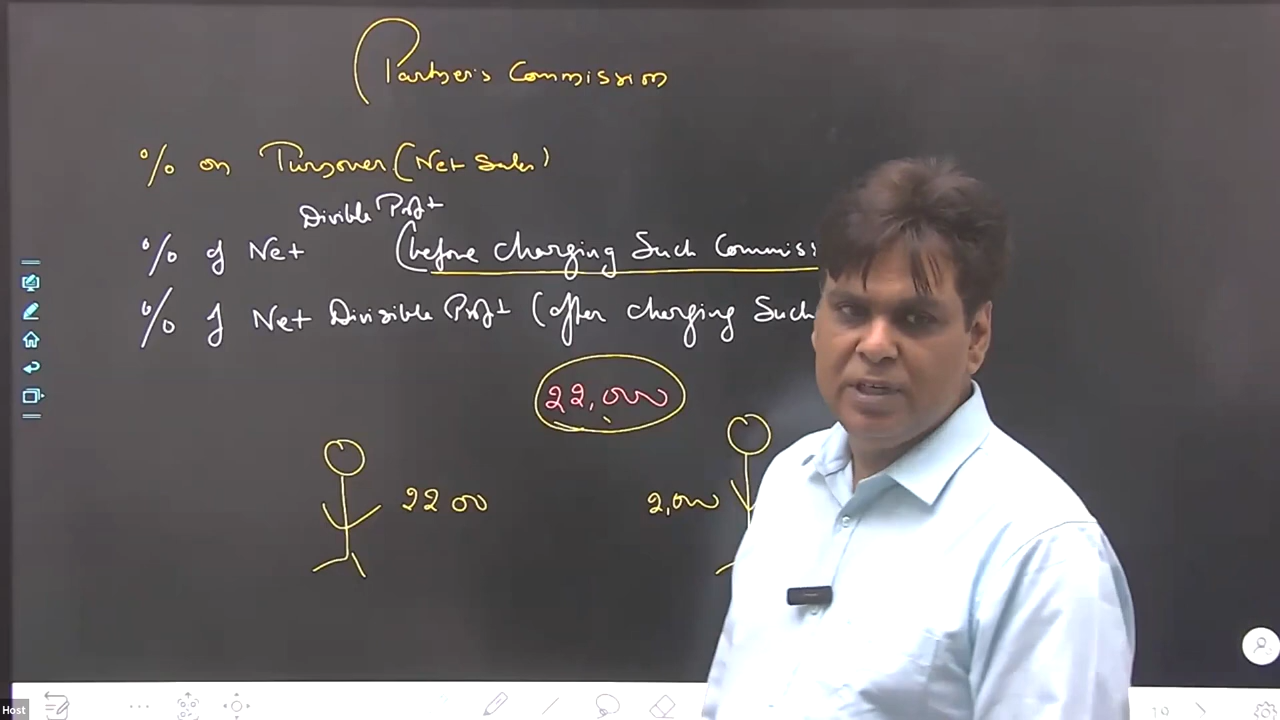 Partner's Commission
% on Turnover (Net Sales)
Divisible Profit
% of Net (before charging Such Commiss
% of Net Divisible Profit (after charging Such
22,000
2200
2,000
Host
19